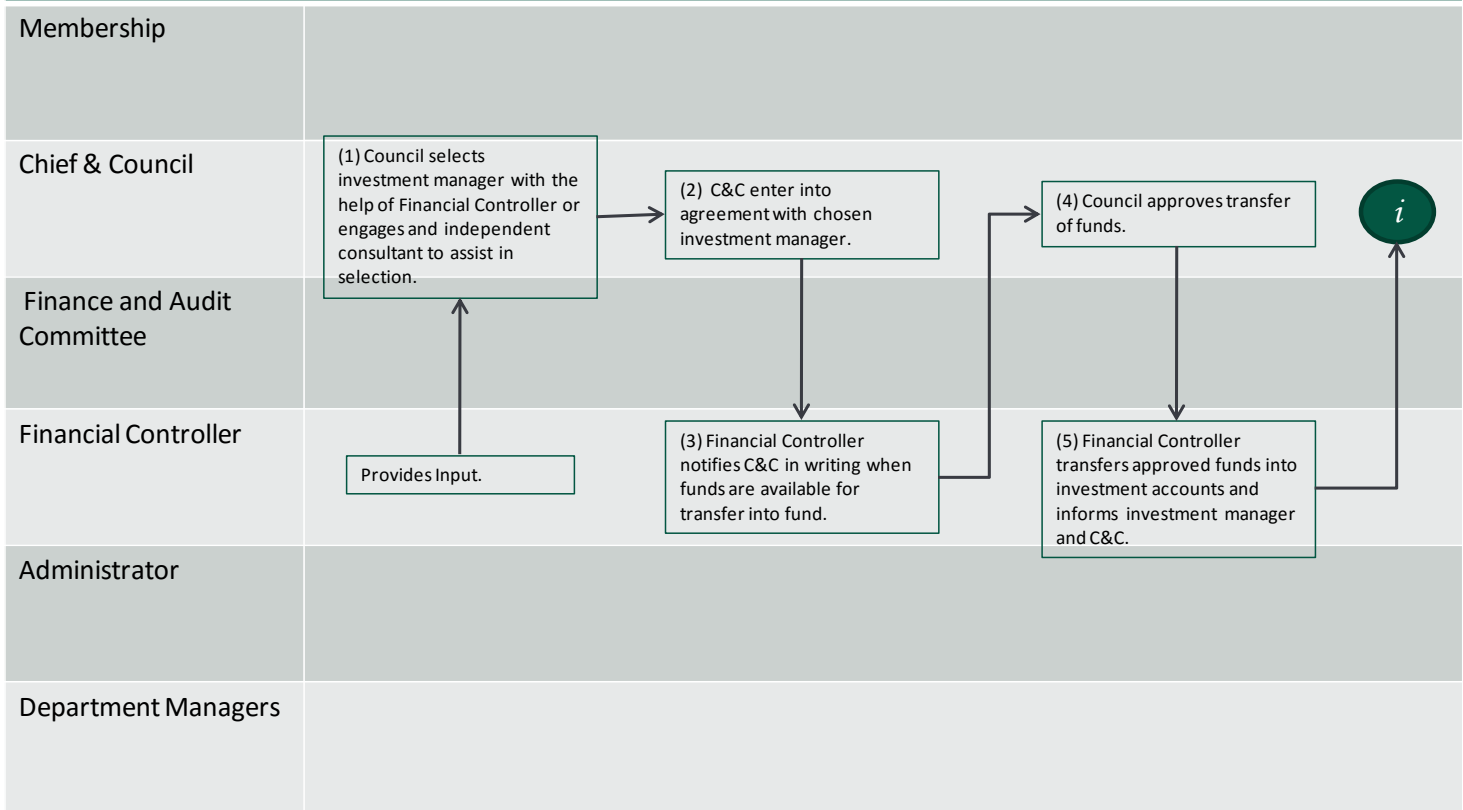 Membership
Chief & Council
(1) Council selects
investment manager with the
help of Financial Controller or
engages and independent
consultant to assist in
selection.
(2) C&C enter into
agreement with chosen
investment manager.
(4) Council approves transfer
of funds.
i
Finance and Audit
Committee
Financial Controller
Provides Input.
(3) Financial Controller
notifies C&C in writing when
funds are available for
transfer into fund.
(5) Financial Controller
transfers approved funds into
investment accounts and
informs investment manager
and C&C.
Administrator
Department Managers